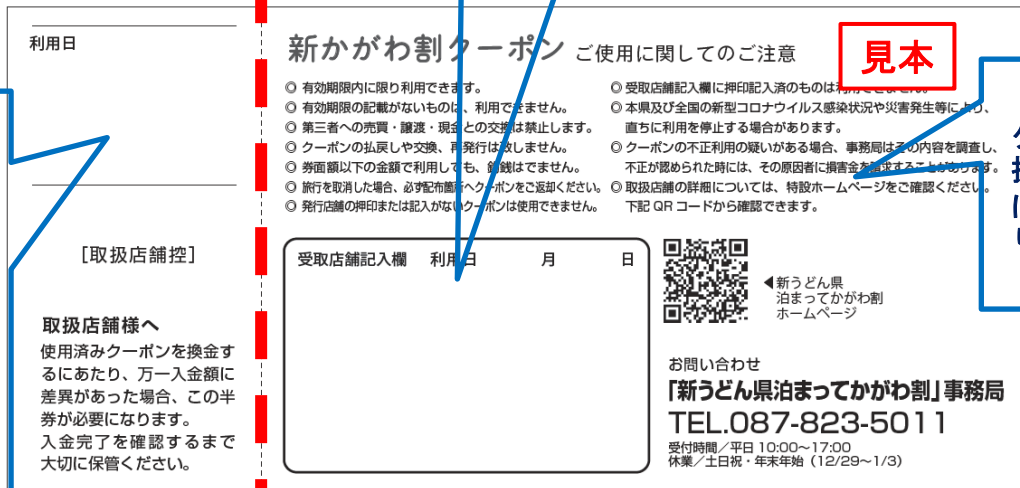 利用日
[取扱店舗控]
取扱店舗様へ
使用済みクーポンを換金す
るにあたり、万一入金額に
差異があった場合、この半
券が必要になります。
入金完了を確認するまで
大切に保管ください。
新かがわ割クーポン ご使用に関してのご注意
見本
◎ 有効期限内に限り利用できます。
◎ 有効期限の記載がないものは、利用できません。
◎ 第三者への売買・譲渡・現金との交換は禁止します。
◎ クーポンの払戻しや交換、再発行は致しません。
◎ 券面額以下の金額で利用しても、釣銭はでません。
◎ 旅行を取消した場合、必ず配布箇所へクーポンをご返却ください。
◎ 発行店舗の押印または記入がないクーポンは使用できません。
◎ 受取店舗記入欄に押印記入済のものは利用できません。
◎ 本県及び全国の新型コロナウイルス感染状況や災害発生等により、
直ちに利用を停止する場合があります。
◎ クーポンの不正利用の疑いがある場合、事務局はその内容を調査し、
不正が認められた時には、その原因者に損害金を請求することがあります。
◎ 取扱店舗の詳細については、特設ホームページをご確認ください。
下記 QR コードから確認できます。
受取店舗記入欄 利用日 月 日
◀新うどん県
泊まってかがわ割
ホームページ
お問い合わせ
「新うどん県泊まってかがわ割」事務局
TEL.087-823-5011
受付時間／平日 10:00～17:00
休業／土日祝・年末年始（12/29～1/3）